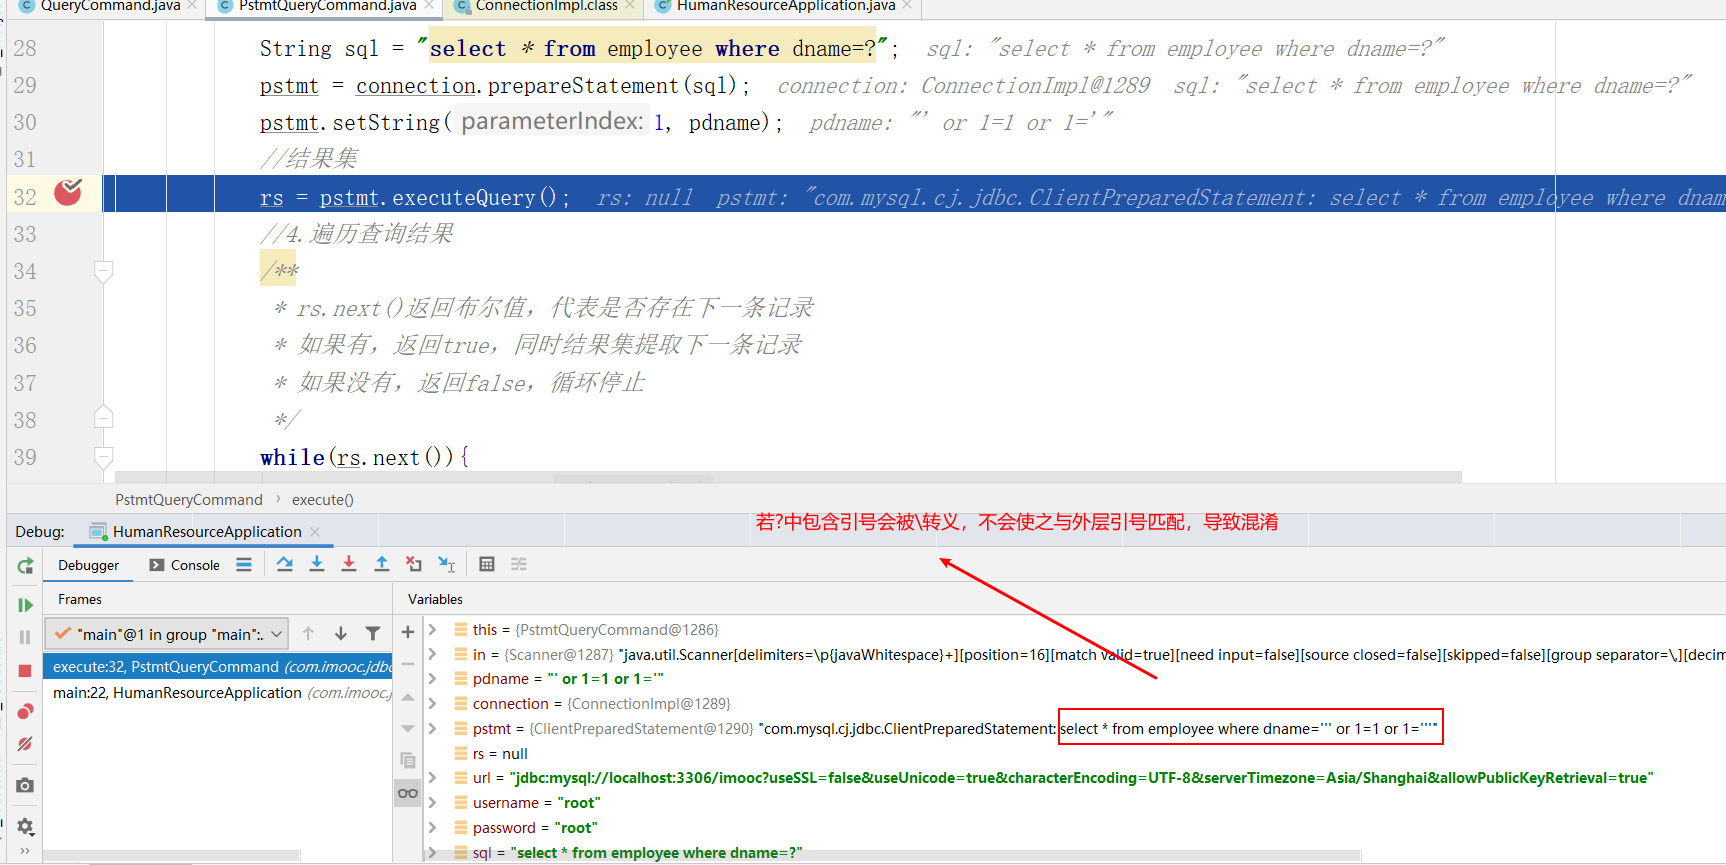 QueryCommand.java
PstmtQueryCommand.java
ConnectionImpl.class
HumanResourceApplication.java
28 String sql = "select * from employee where dname=?"; sql: "select * from employee where dname=?"
29 pstmt = connection.prepareStatement(sql); connection: ConnectionImpl@1289 sql: "select * from employee where dname=?"
30 pstmt.setString( parameterIndex: 1, pdname); pdname: "' or 1=1 or 1='"
31 //结果集
32 rs = pstmt.executeQuery(); rs: null pstmt: "com.mysql.cj.jdbc.ClientPreparedStatement: select * from employee where dnam
33 //4.遍历查询结果
34 /**
35 * rs.next()返回布尔值，代表是否存在下一条记录
36 * 如果有，返回true，同时结果集提取下一条记录
37 * 如果没有，返回false，循环停止
38 */
39 while(rs.next()){
PstmtQueryCommand › execute()
若?中包含引号会被\转义，不会使之与外层引号匹配，导致混淆
Debug: HumanResourceApplication
Debugger Console
Frames
Variables
"main"@1 in group "main":.
execute:32, PstmtQueryCommand (com.imooc.jdbc
main:22, HumanResourceApplication (com.imooc.j
this = {PstmtQueryCommand@1286}
in = {Scanner@1287} "java.util.Scanner[delimiters=\p{javaWhitespace}+][position=16][match valid=true][need input=false][source closed=false][skipped=false][group separator=\,][decim
pdname = "' or 1=1 or 1='"
connection = {ConnectionImpl@1289}
pstmt = {ClientPreparedStatement@1290} "com.mysql.cj.jdbc.ClientPreparedStatement: select * from employee where dname=''' or 1=1 or 1='''"
rs = null
url = "jdbc:mysql://localhost:3306/imooc?useSSL=false&useUnicode=true&characterEncoding=UTF-8&serverTimezone=Asia/Shanghai&allowPublicKeyRetrieval=true"
username = "root"
password = "root"
sql = "select * from employee where dname=?"